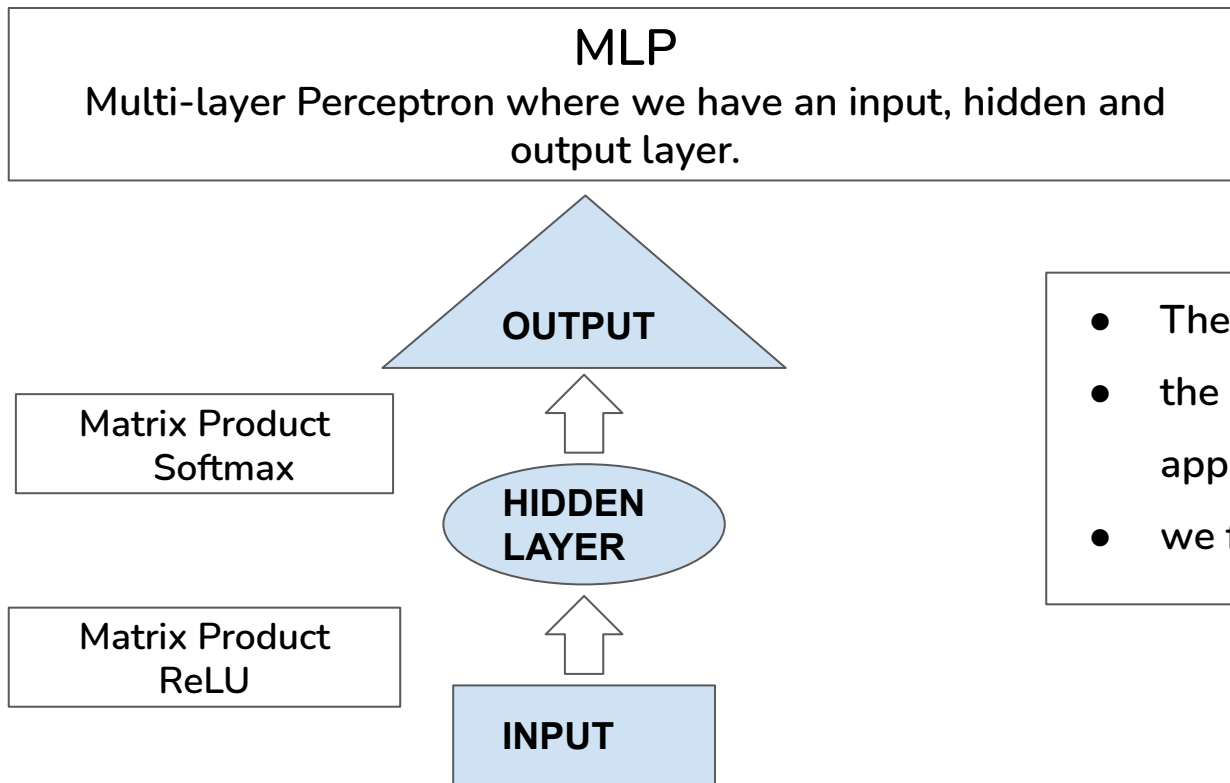 MLP
Multi-layer Perceptron where we have an input, hidden and
output layer.
OUTPUT
Matrix Product
Softmax
HIDDEN
LAYER
Matrix Product
ReLU
INPUT
● The
● the
app
● we